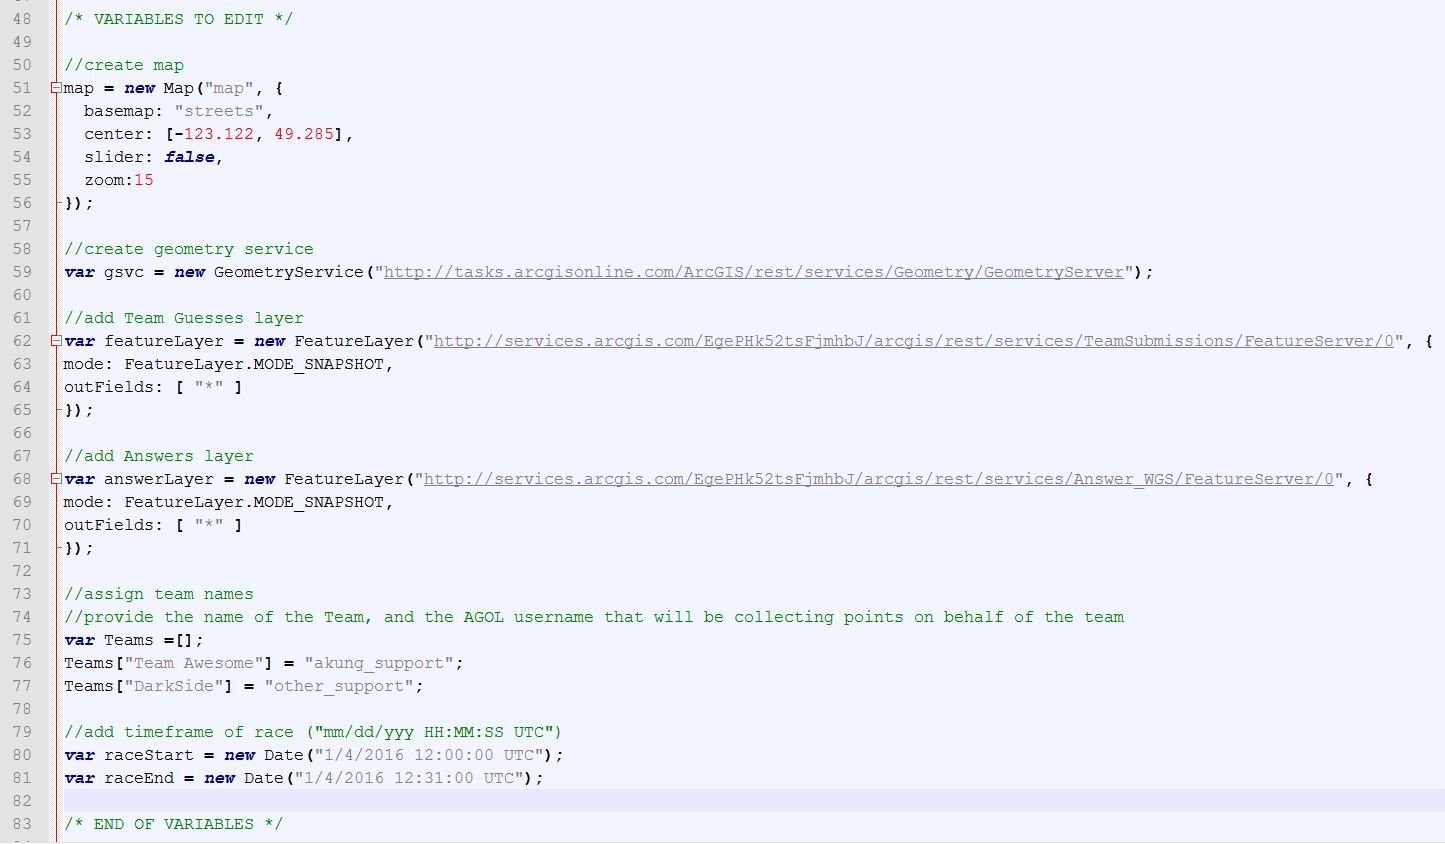 48 /* VARIABLES TO EDIT */
49
50 //create map
51 map = new Map("map", {
52 basemap: "streets",
53 center: [-123.122, 49.285],
54 slider: false,
55 zoom:15
56 });
57
58 //create geometry service
59 var gsvc = new GeometryService("http://tasks.arcgisonline.com/ArcGIS/rest/services/Geometry/GeometryServer");
60
61 //add Team Guesses layer
62 var featureLayer = new FeatureLayer("http://services.arcgis.com/EgePHk52tsFjmhbJ/arcgis/rest/services/TeamSubmissions/FeatureServer/0", {
63 mode: FeatureLayer.MODE_SNAPSHOT,
64 outFields: [ "*" ]
65 });
66
67 //add Answers layer
68 var answerLayer = new FeatureLayer("http://services.arcgis.com/EgePHk52tsFjmhbJ/arcgis/rest/services/Answer_WGS/FeatureServer/0", {
69 mode: FeatureLayer.MODE_SNAPSHOT,
70 outFields: [ "*" ]
71 });
72
73 //assign team names
74 //provide the name of the Team, and the AGOL username that will be collecting points on behalf of the team
75 var Teams =[];
76 Teams["Team Awesome"] = "akung_support";
77 Teams["DarkSide"] = "other_support";
78
79 //add timeframe of race ("mm/dd/yyy HH:MM:SS UTC")
80 var raceStart = new Date("1/4/2016 12:00:00 UTC");
81 var raceEnd = new Date("1/4/2016 12:31:00 UTC");
82
83 /* END OF VARIABLES */